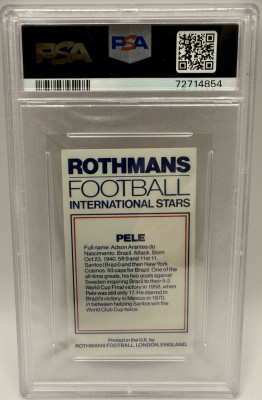 PSA
PSA
72714854
ROTHMANS
FOOTBALL
INTERNATIONAL STARS
PELE
Full name: Adson Arantes do
Nascimento. Brazil. Attack. Born
Oct 23, 1940. 5ft 9 and 11st 11.
Santos (Brazil) and then New York
Cosmos. 93 caps for Brazil. One of the
all-time greats, his two goals against
Sweden inspiring Brazil to their 5-2
World Cup Final victory in 1958, when
Pele was still only 17. He starred in
Brazil's victory in Mexico in 1970,
in between helping Santos win the
World Club Cup twice.
Printed in the U.K. by
ROTHMANS FOOTBALL, LONDON, ENGLAND.